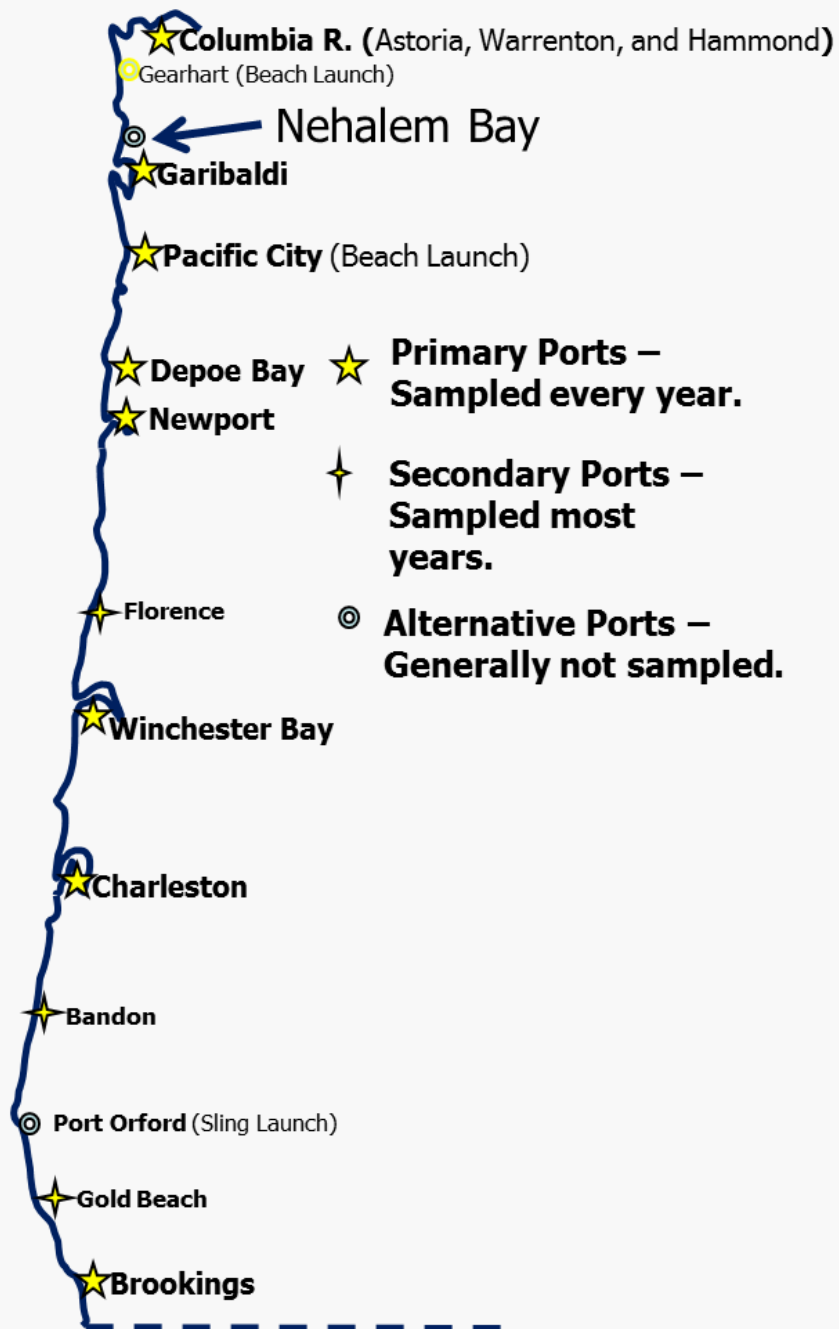 Columbia R. (Astoria, Warrenton, and Hammond)
Gearhart (Beach Launch)
Nehalem Bay
Garibaldi
Pacific City (Beach Launch)
Depoe Bay
Newport
Primary Ports –
Sampled every year.
Secondary Ports –
Sampled most
years.
Alternative Ports –
Generally not sampled.
Florence
Winchester Bay
Charleston
Bandon
Port Orford (Sling Launch)
Gold Beach
Brookings